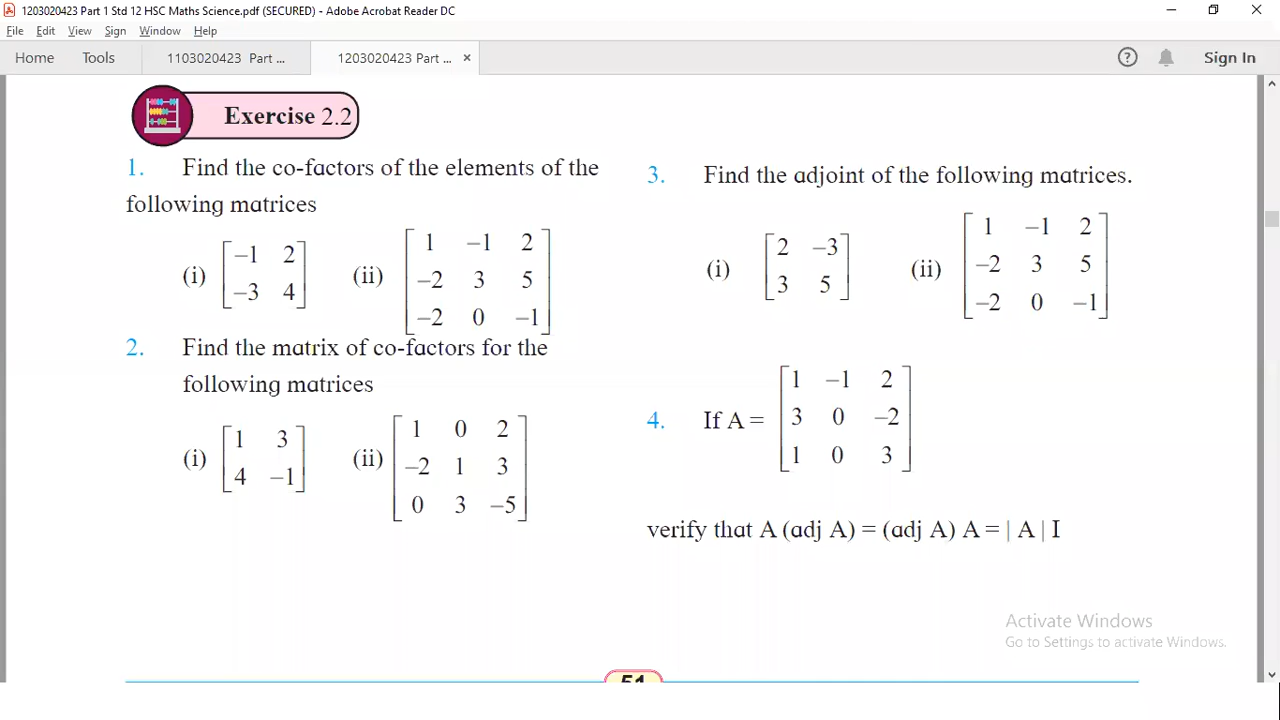 1203020423 Part 1 Std 12 HSC Maths Science.pdf (SECURED) - Adobe Acrobat Reader DC
File Edit View Sign Window Help
Home Tools 1103020423 Part ... 1203020423 Part ... × Sign In
Exercise 2.2
1. Find the co-factors of the elements of the
following matrices
(i) [–1 2
–3 4]
(ii) [1 –1 2
–2 3 5
–2 0 –1]
2. Find the matrix of co-factors for the
following matrices
(i) [1 3
4 –1]
(ii) [1 0 2
–2 1 3
0 3 –5]
3. Find the adjoint of the following matrices.
(i) [2 –3
3 5]
(ii) [1 –1 2
–2 3 5
–2 0 –1]
4. If A = [1 –1 2
3 0 –2
1 0 3]
verify that A (adj A) = (adj A) A = | A | I
Activate Windows
Go to Settings to activate Windows.
51